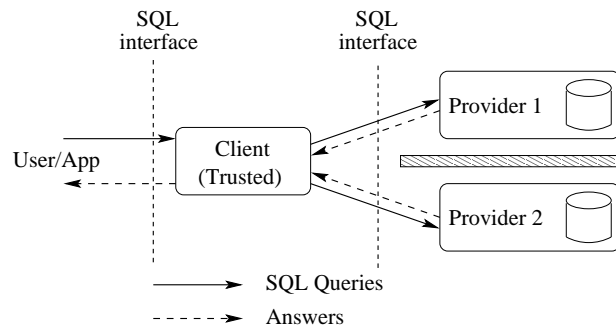 SQL
interface
SQL
interface
Provider 1
User/App
Client
(Trusted)
Provider 2
SQL Queries
Answers